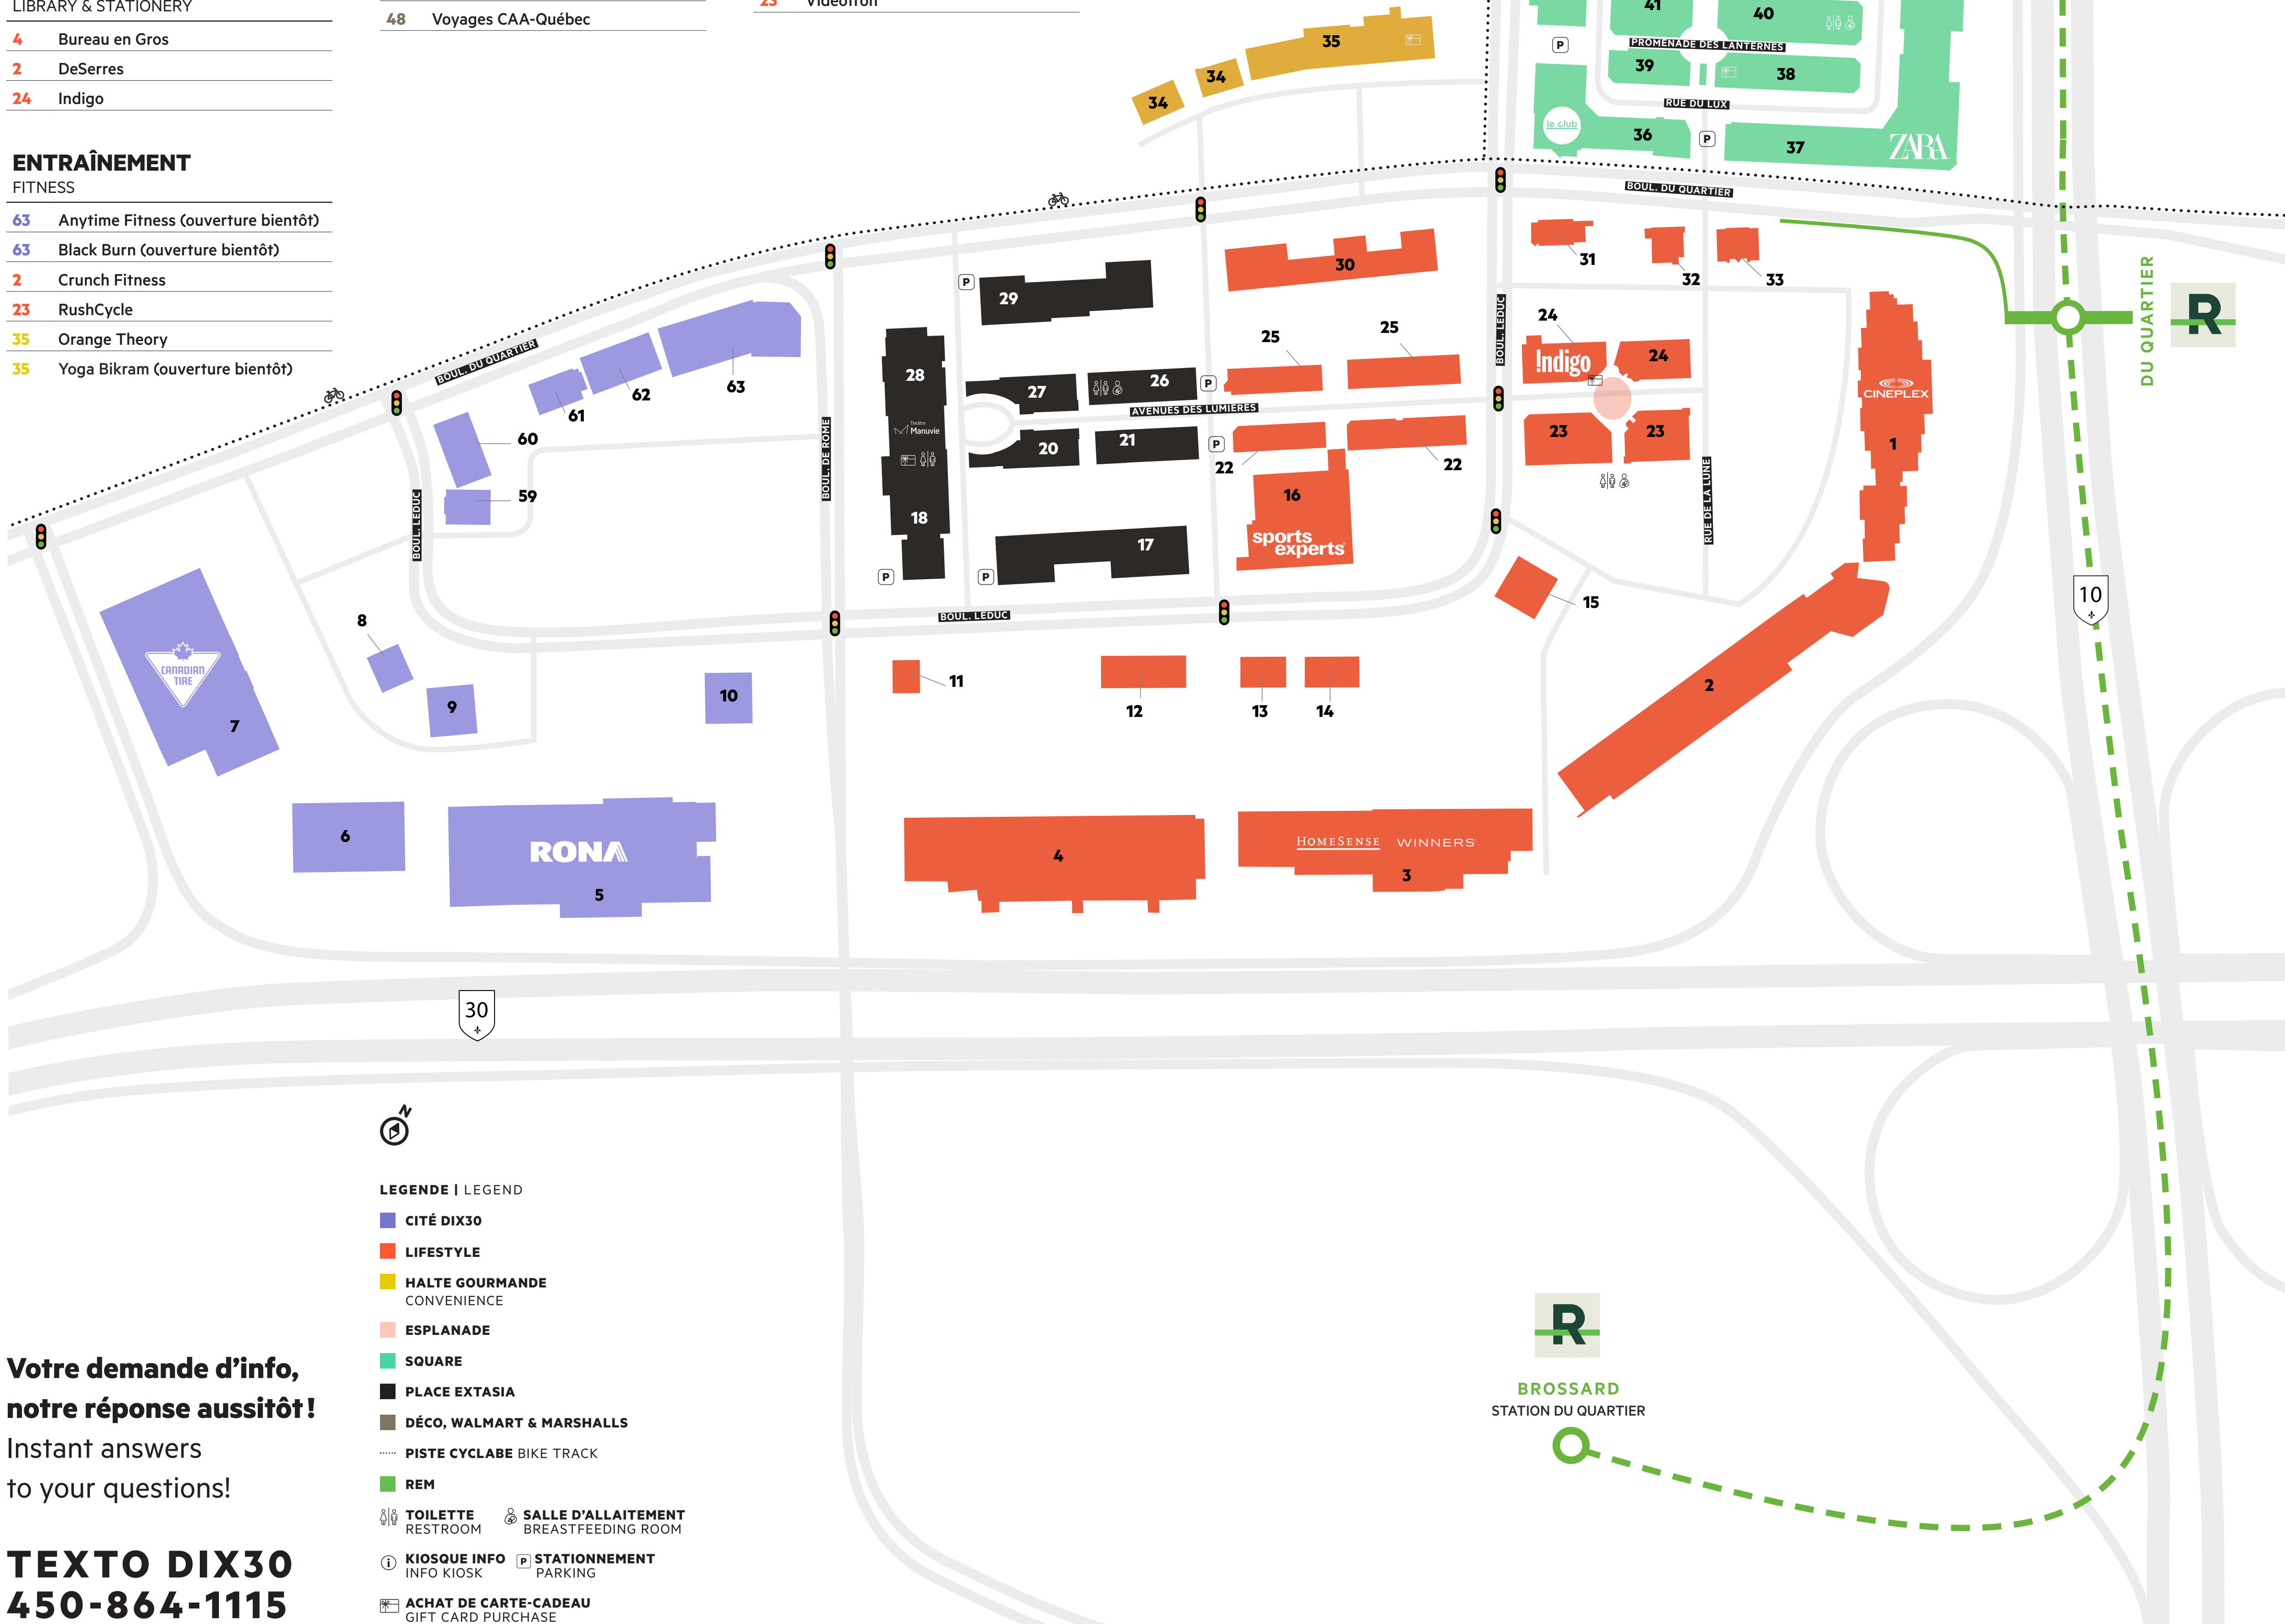 LIBRARY & STATIONERY
4 Bureau en Gros
2 DeSerres
24 Indigo
ENTRAÎNEMENT
FITNESS
63 Anytime Fitness (ouverture bientôt)
63 Black Burn (ouverture bientôt)
2 Crunch Fitness
23 RushCycle
35 Orange Theory
35 Yoga Bikram (ouverture bientôt)
48 Voyages CAA-Québec
23 Vidéotron
41
40
PROMENADE DES LANTERNES
39
38
RUE DU LUX
le club
36
37
ZARA
P
P
35
34
34
BOUL. DU QUARTIER
31
32
33
DU QUARTIER
R
30
29
P
BOUL. LEDUC
24
Indigo
24
25
25
28
27
26
P
AVENUES DES LUMIERES
CINEPLEX
1
BOUL. DU QUARTIER
63
62
61
60
59
BOUL. LEDUC
BOUL. DE ROME
Théâtre
Manuvie
20
21
P
22
22
23
23
RUE DE LA LUNE
16
sports
experts
18
17
P
P
BOUL. LEDUC
15
10
8
CANADIAN
TIRE
7
9
10
11
12
13
14
2
6
RONA
5
4
HOMESENSE WINNERS
3
30
N
LEGENDE | LEGEND
CITÉ DIX30
LIFESTYLE
HALTE GOURMANDE
CONVENIENCE
ESPLANADE
SQUARE
PLACE EXTASIA
DÉCO, WALMART & MARSHALLS
PISTE CYCLABE BIKE TRACK
REM
TOILETTE
RESTROOM
SALLE D'ALLAITEMENT
BREASTFEEDING ROOM
KIOSQUE INFO
INFO KIOSK
P STATIONNEMENT
PARKING
ACHAT DE CARTE-CADEAU
GIFT CARD PURCHASE
R
BROSSARD
STATION DU QUARTIER
Votre demande d'info,
notre réponse aussitôt !
Instant answers
to your questions!
TEXTO DIX30
450-864-1115